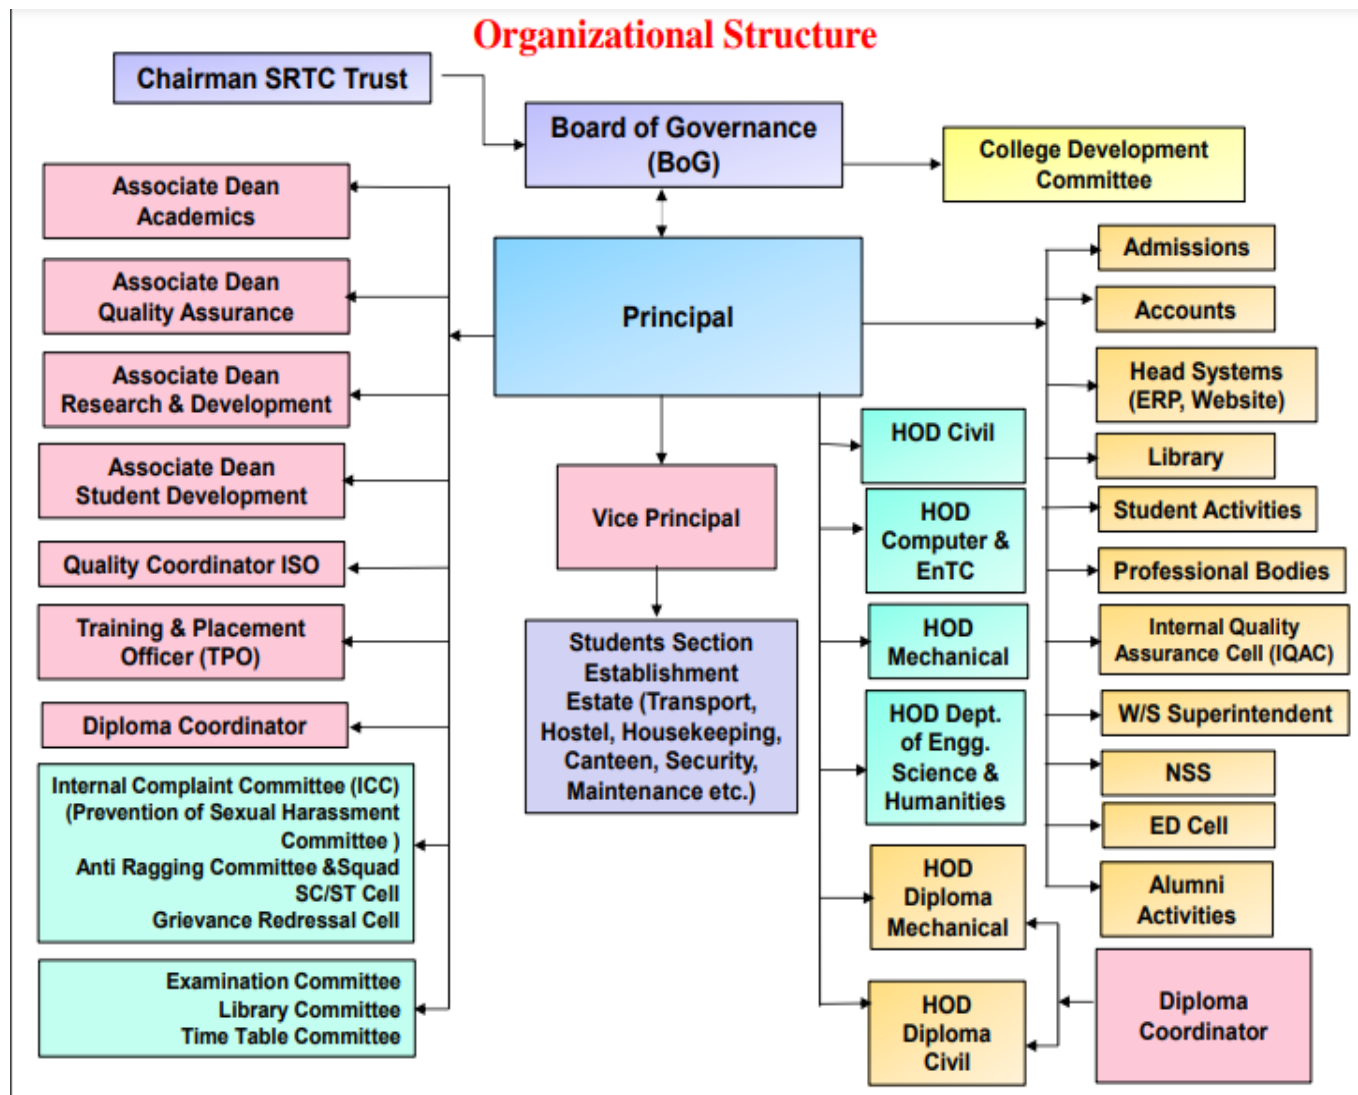 Organizational Structure
Chairman SRTC Trust
Board of Governance
(BoG)
College Development
Committee
Associate Dean
Academics
Associate Dean
Quality Assurance
Associate Dean
Research & Development
Associate Dean
Student Development
Quality Coordinator ISO
Training & Placement
Officer (TPO)
Diploma Coordinator
Internal Complaint Committee (ICC)
(Prevention of Sexual Harassment
Committee )
Anti Ragging Committee &Squad
SC/ST Cell
Grievance Redressal Cell
Examination Committee
Library Committee
Time Table Committee
Principal
Vice Principal
Students Section
Establishment
Estate (Transport,
Hostel, Housekeeping,
Canteen, Security,
Maintenance etc.)
HOD Civil
HOD
Computer &
EnTC
HOD
Mechanical
HOD Dept.
of Engg.
Science &
Humanities
HOD
Diploma
Mechanical
HOD
Diploma
Civil
Admissions
Accounts
Head Systems
(ERP, Website)
Library
Student Activities
Professional Bodies
Internal Quality
Assurance Cell (IQAC)
W/S Superintendent
NSS
ED Cell
Alumni
Activities
Diploma
Coordinator